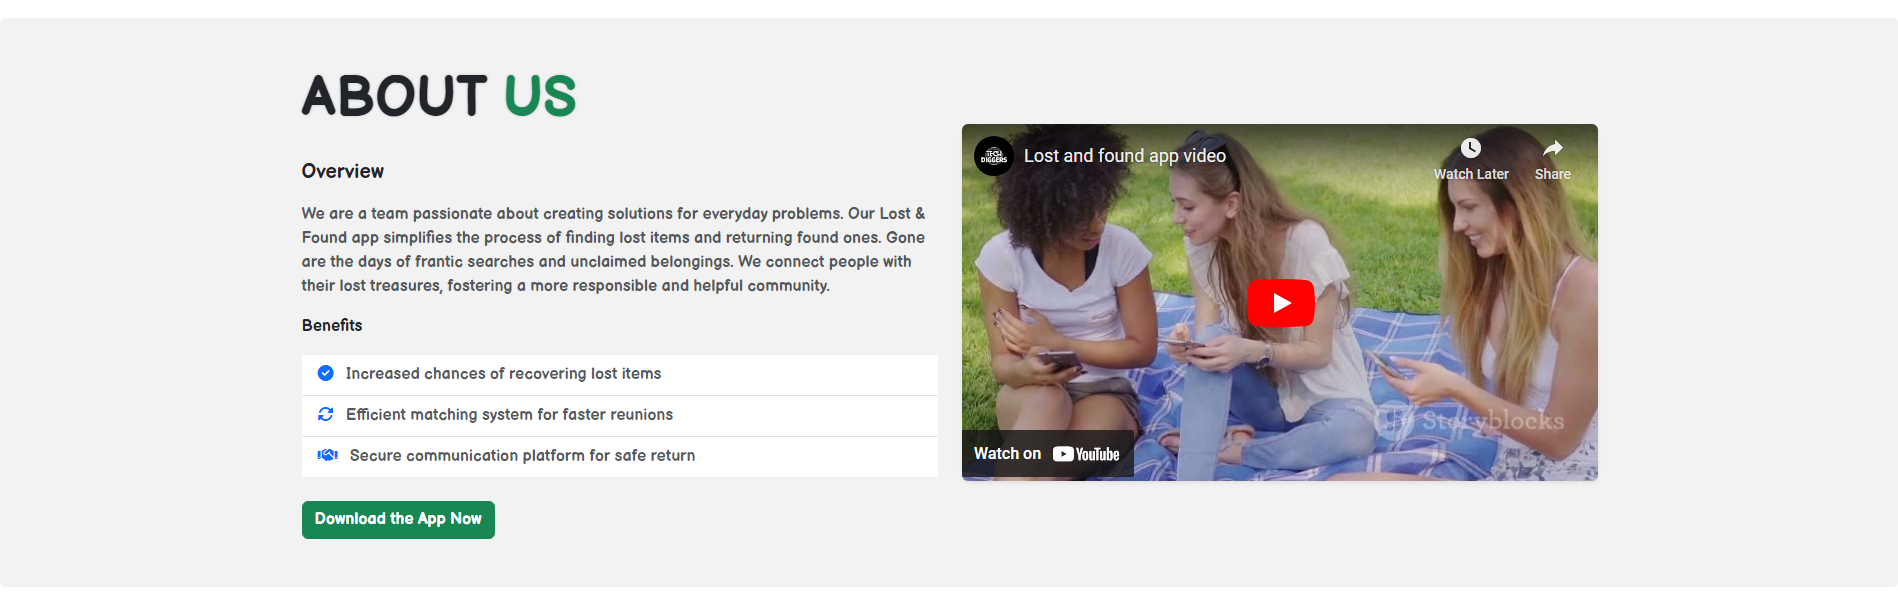 ABOUT US
Overview
We are a team passionate about creating solutions for everyday problems. Our Lost &
Found app simplifies the process of finding lost items and returning found ones. Gone
are the days of frantic searches and unclaimed belongings. We connect people with
their lost treasures, fostering a more responsible and helpful community.
Benefits
Increased chances of recovering lost items
Efficient matching system for faster reunions
Secure communication platform for safe return
Download the App Now
TECH
DIGGERS
Lost and found app video
Watch Later
Share
Storyblocks
Watch on YouTube